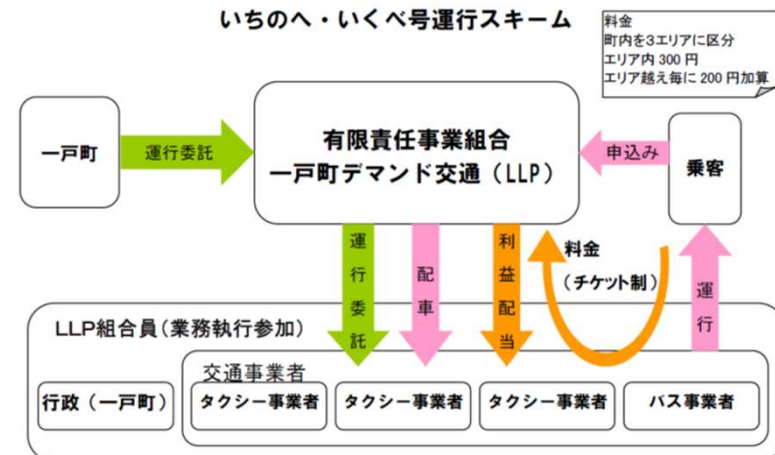 いちのへ・いくべ号運行スキーム
料金
町内を3エリアに区分
エリア内 300 円
エリア越え毎に 200 円加算
一戸町
運行委託
有限責任事業組合
一戸町デマンド交通（LLP）
申込み
乗客
運行委託
配車
利益配当
料金
（チケット制）
運行
LLP組合員（業務執行参加）
交通事業者
行政（一戸町）
タクシー事業者
タクシー事業者
タクシー事業者
バス事業者